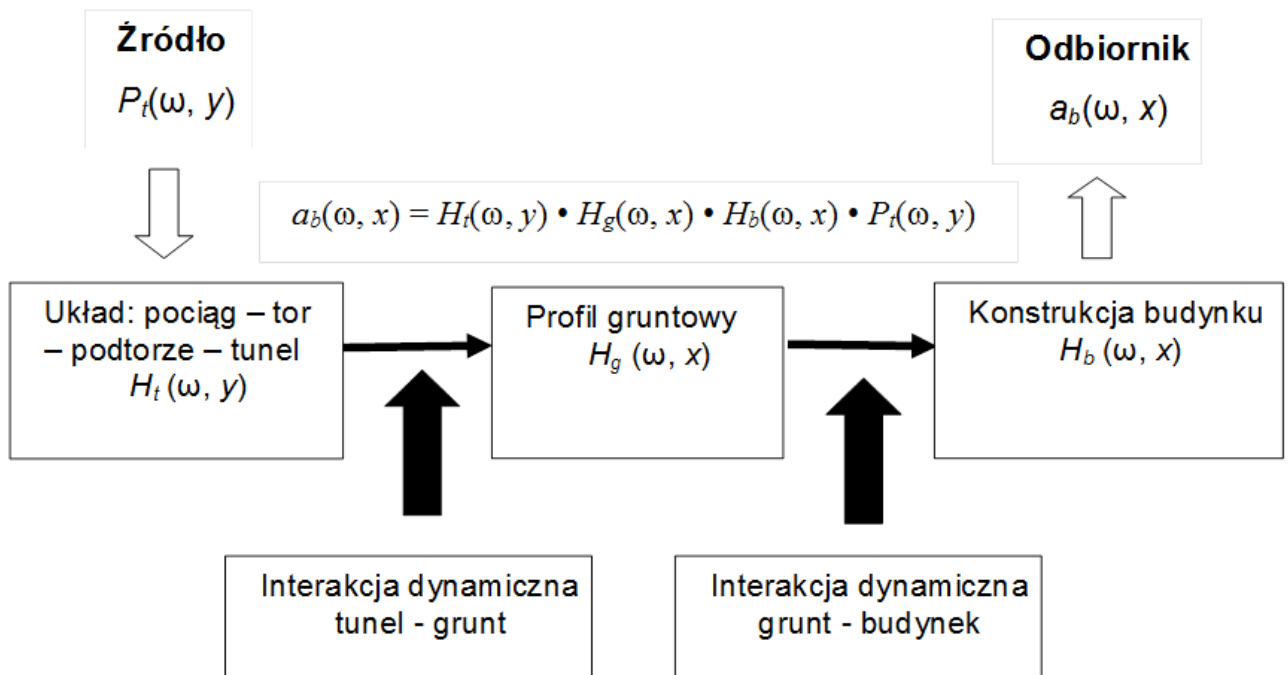 Źródło
Pt(ω, y)
Odbiornik
ab(ω, x)
ab(ω, x) = Ht(ω, y) • Hg(ω, x) • Hb(ω, x) • Pt(ω, y)
Układ: pociąg – tor
– podtorze – tunel
Ht (ω, y)
Profil gruntowy
Hg (ω, x)
Konstrukcja budynku
Hb (ω, x)
Interakcja dynamiczna
tunel - grunt
Interakcja dynamiczna
grunt - budynek